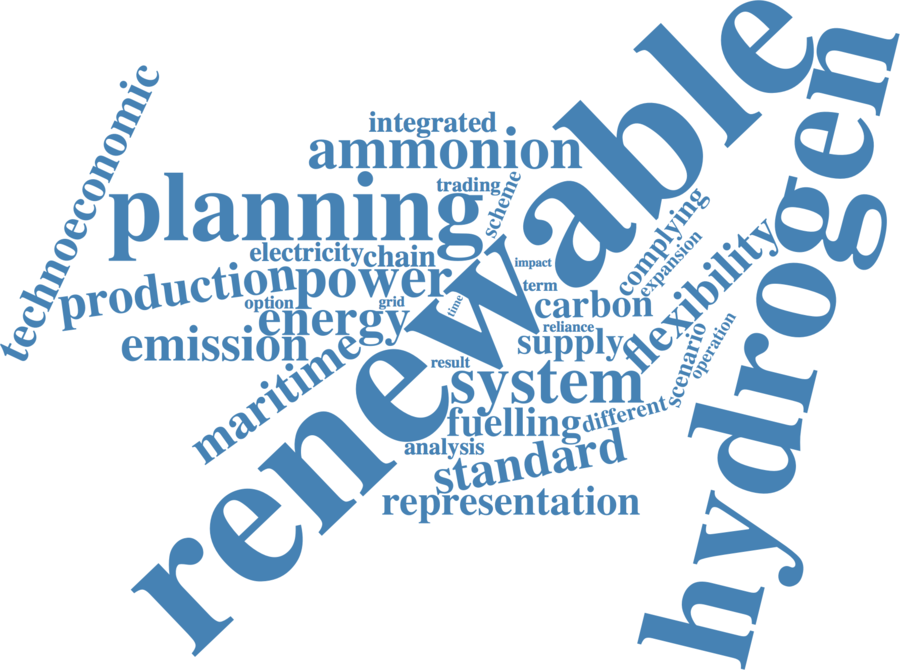 renewable
hydrogen
technoeconomic
integrated
ammonion
trading
scheme
planning
electricity
chain
complying
expansion
flexibility
production
power
impact
term
option
grid
time
carbon
energy
reliance
emission
supply
scenario
operation
maritime
result
system
different
fuelling
analysis
standard
representation